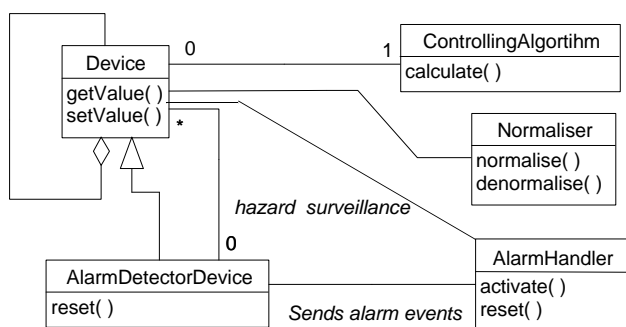 Device
getValue( )
setValue( )
*
0
1
ControllingAlgortihm
calculate( )
Normaliser
normalise( )
denormalise( )
hazard surveillance
0
AlarmDetectorDevice
reset( )
Sends alarm events
AlarmHandler
activate( )
reset( )